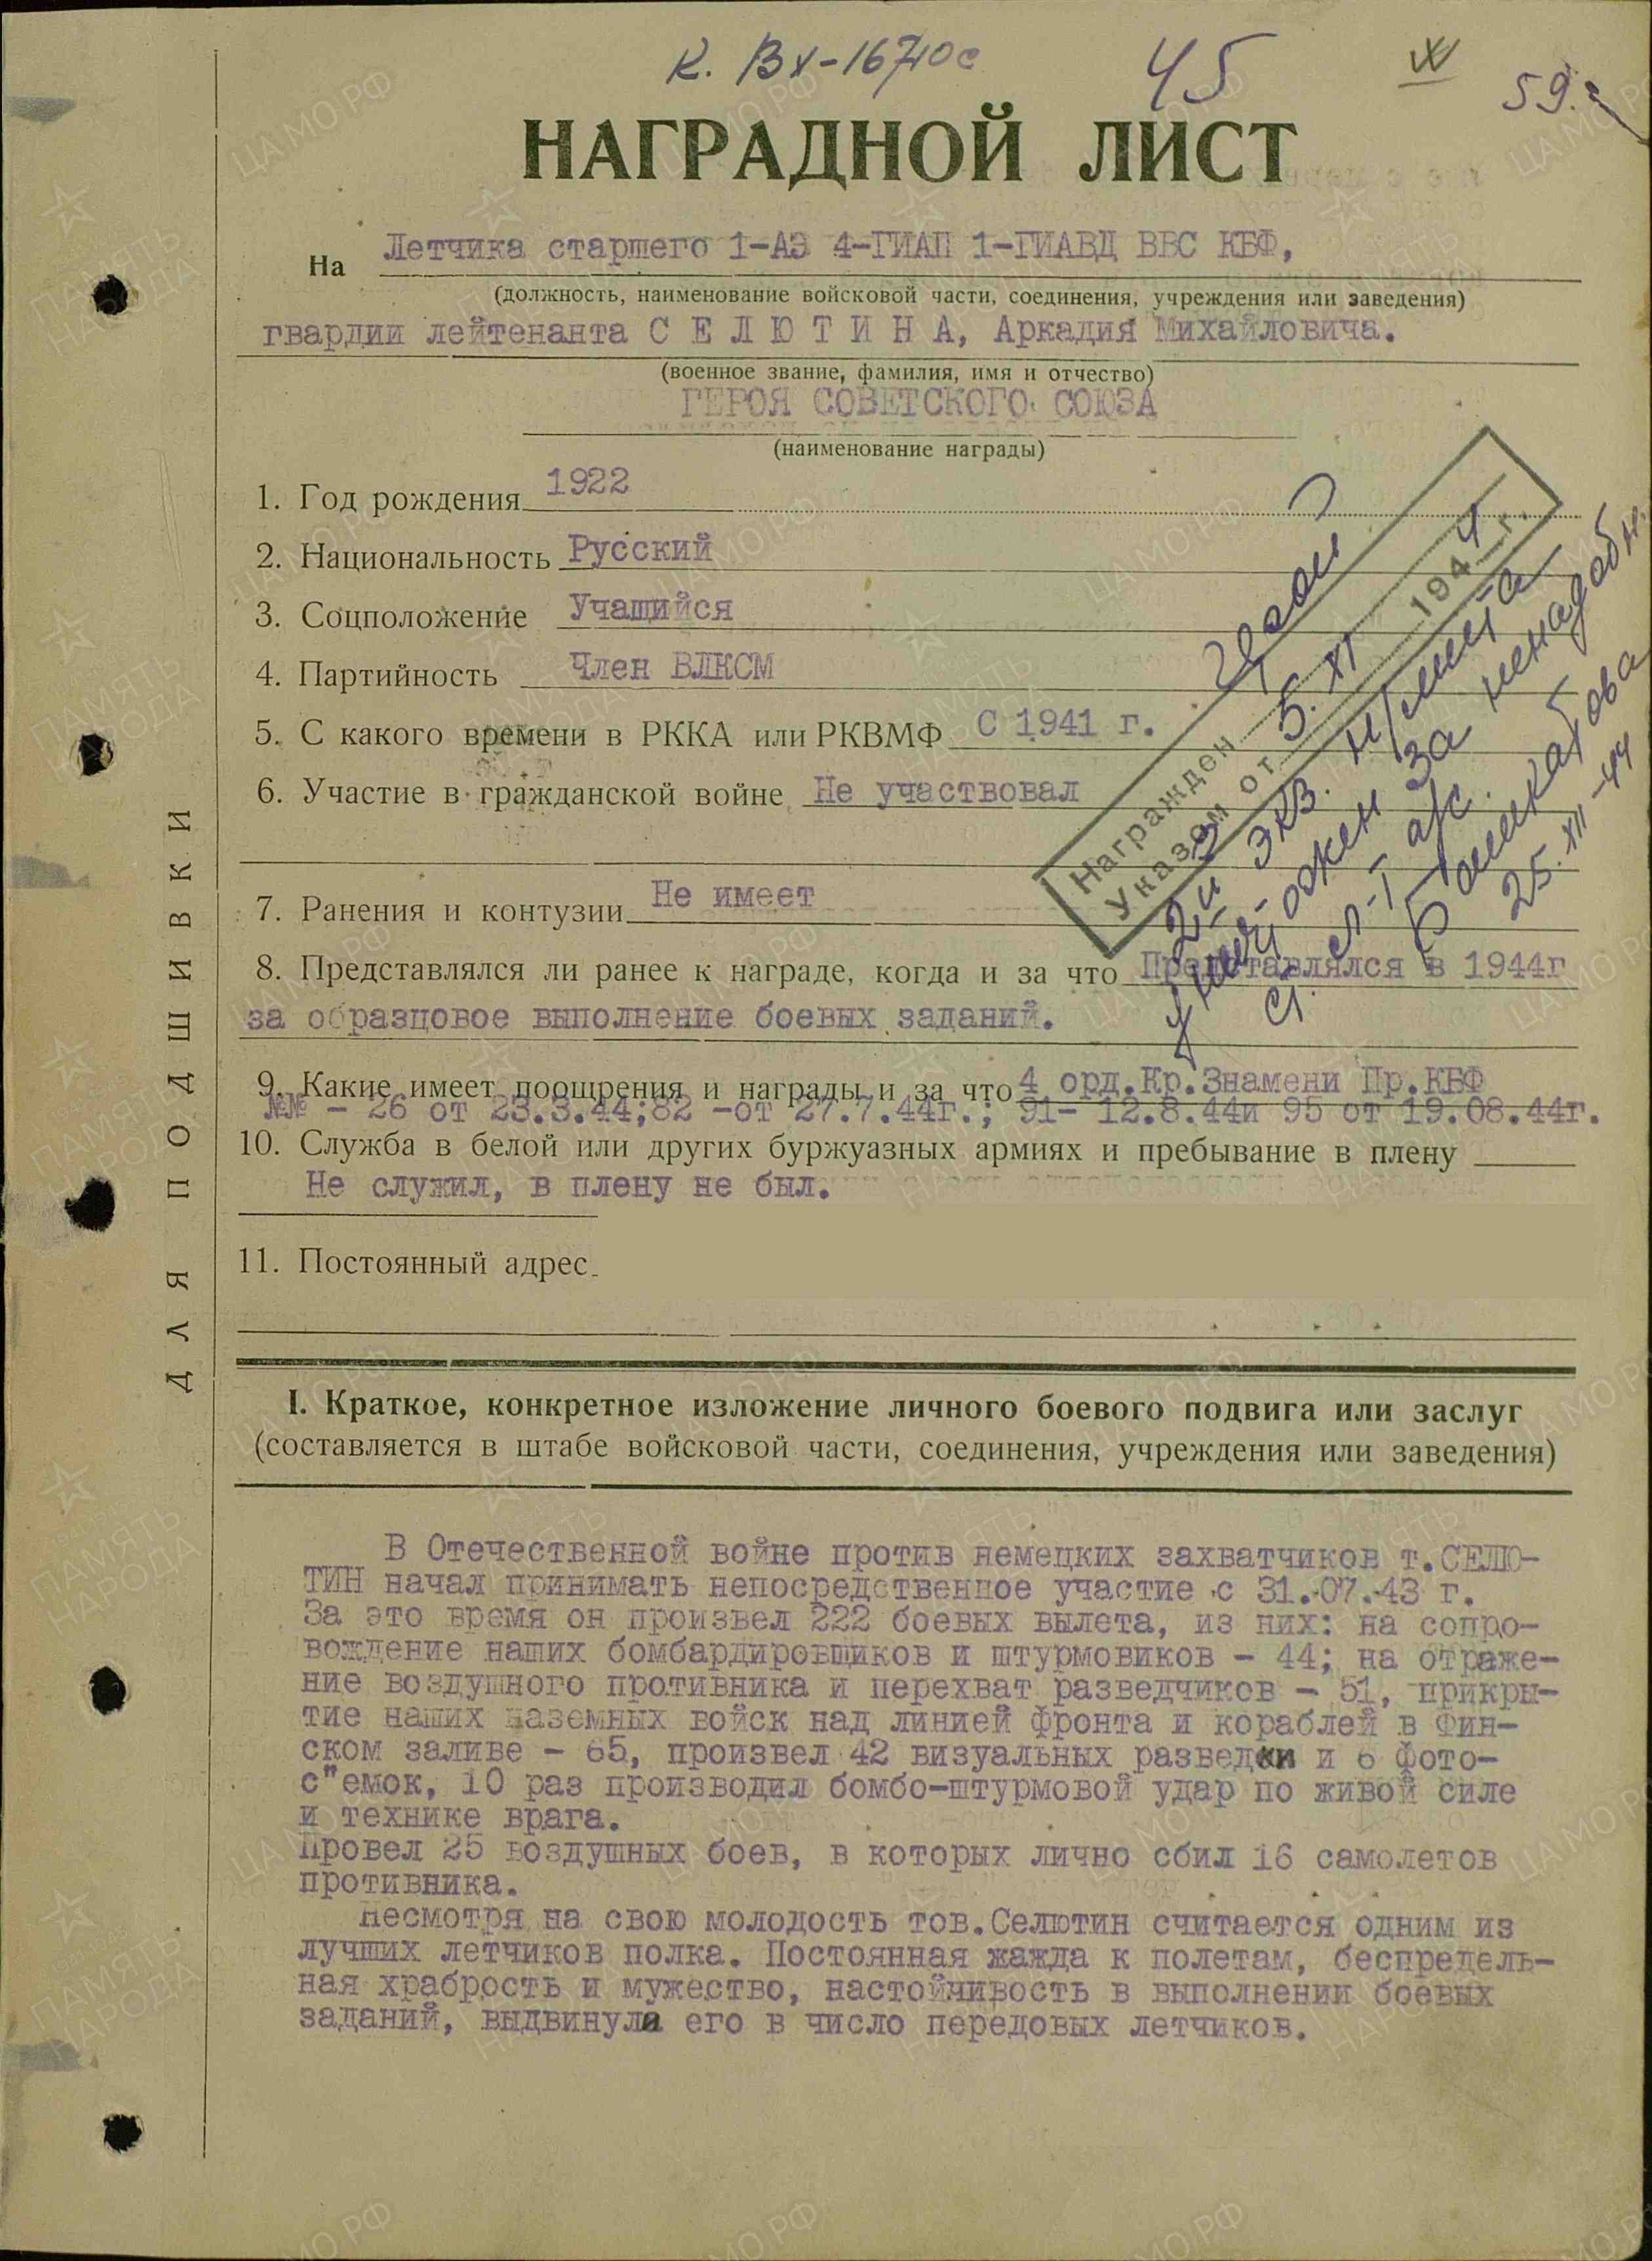 К. Вх-16710с 45 59.
НАГРАДНОЙ ЛИСТ
На Летчика старшего 1-АЭ 4-ГИАП 1-ГИАВД ВВС КБФ,
(должность, наименование войсковой части, соединения, учреждения или заведения)
гвардии лейтенанта С Е Л Ю Т И Н А, Аркадия Михайловича.
(военное звание, фамилия, имя и отчество)
ГЕРОЯ СОВЕТСКОГО СОЮЗА
(наименование награды)
1. Год рождения 1922
2. Национальность Русский
3. Соцположение Учащийся
4. Партийность Член ВЛКСМ
5. С какого времени в РККА или РКВМФ С 1941 г.
6. Участие в гражданской войне Не участвовал
7. Ранения и контузии Не имеет
8. Представлялся ли ранее к награде, когда и за что Представлялся в 1944г
за образцовое выполнение боевых заданий.
9. Какие имеет поощрения и награды и за что 4 орд.Кр.Знамени Пр.КБФ
№№ - 26 от 23.3.44;82 -от 27.7.44г.; 91- 12.8.44и 95 от 19.08.44г.
10. Служба в белой или других буржуазных армиях и пребывание в плену
Не служил, в плену не был.
11. Постоянный адрес
Награжден
Указом от 5.XI 1944 г.
2й экз. н/листа
за ненадобн.
25.XII-44
ДЛЯ ПОДШИВКИ
I. Краткое, конкретное изложение личного боевого подвига или заслуг
(составляется в штабе войсковой части, соединения, учреждения или заведения)
В Отечественной войне против немецких захватчиков т.СЕЛЮ-
ТИН начал принимать непосредственное участие с 31.07.43 г.
За это время он произвел 222 боевых вылета, из них: на сопро-
вождение наших бомбардировщиков и штурмовиков - 44; на отраже-
ние воздушного противника и перехват разведчиков - 51, прикры-
тие наших наземных войск над линией фронта и кораблей в Фин-
ском заливе - 65, произвел 42 визуальных разведки и 6 фото-
с"емок, 10 раз производил бомбо-штурмовой удар по живой силе
и технике врага.
Провел 25 воздушных боев, в которых лично сбил 16 самолетов
противника.
Несмотря на свою молодость тов.Селютин считается одним из
лучших летчиков полка. Постоянная жажда к полетам, беспредель-
ная храбрость и мужество, настойчивость в выполнении боевых
заданий, выдвинула его в число передовых летчиков.
ПАМЯТЬ НАРОДА
ЦАМО РФ